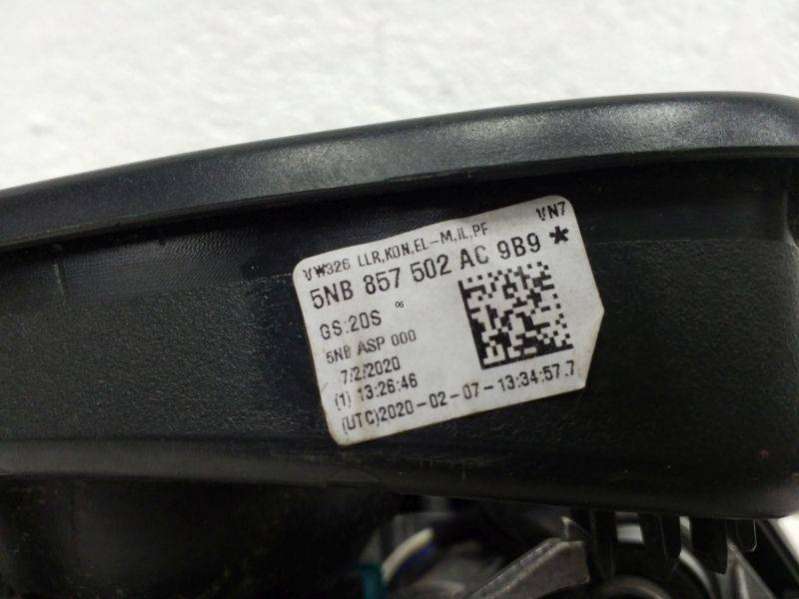 VW326 LLR,KON,EL-M,IL,PF VN7
5NB 857 502 AC 9B9 *
GS:20S
5NB ASP 000
7/2/2020
(1) 13:26:46
(UTC)2020-02-07-13:34:57.7